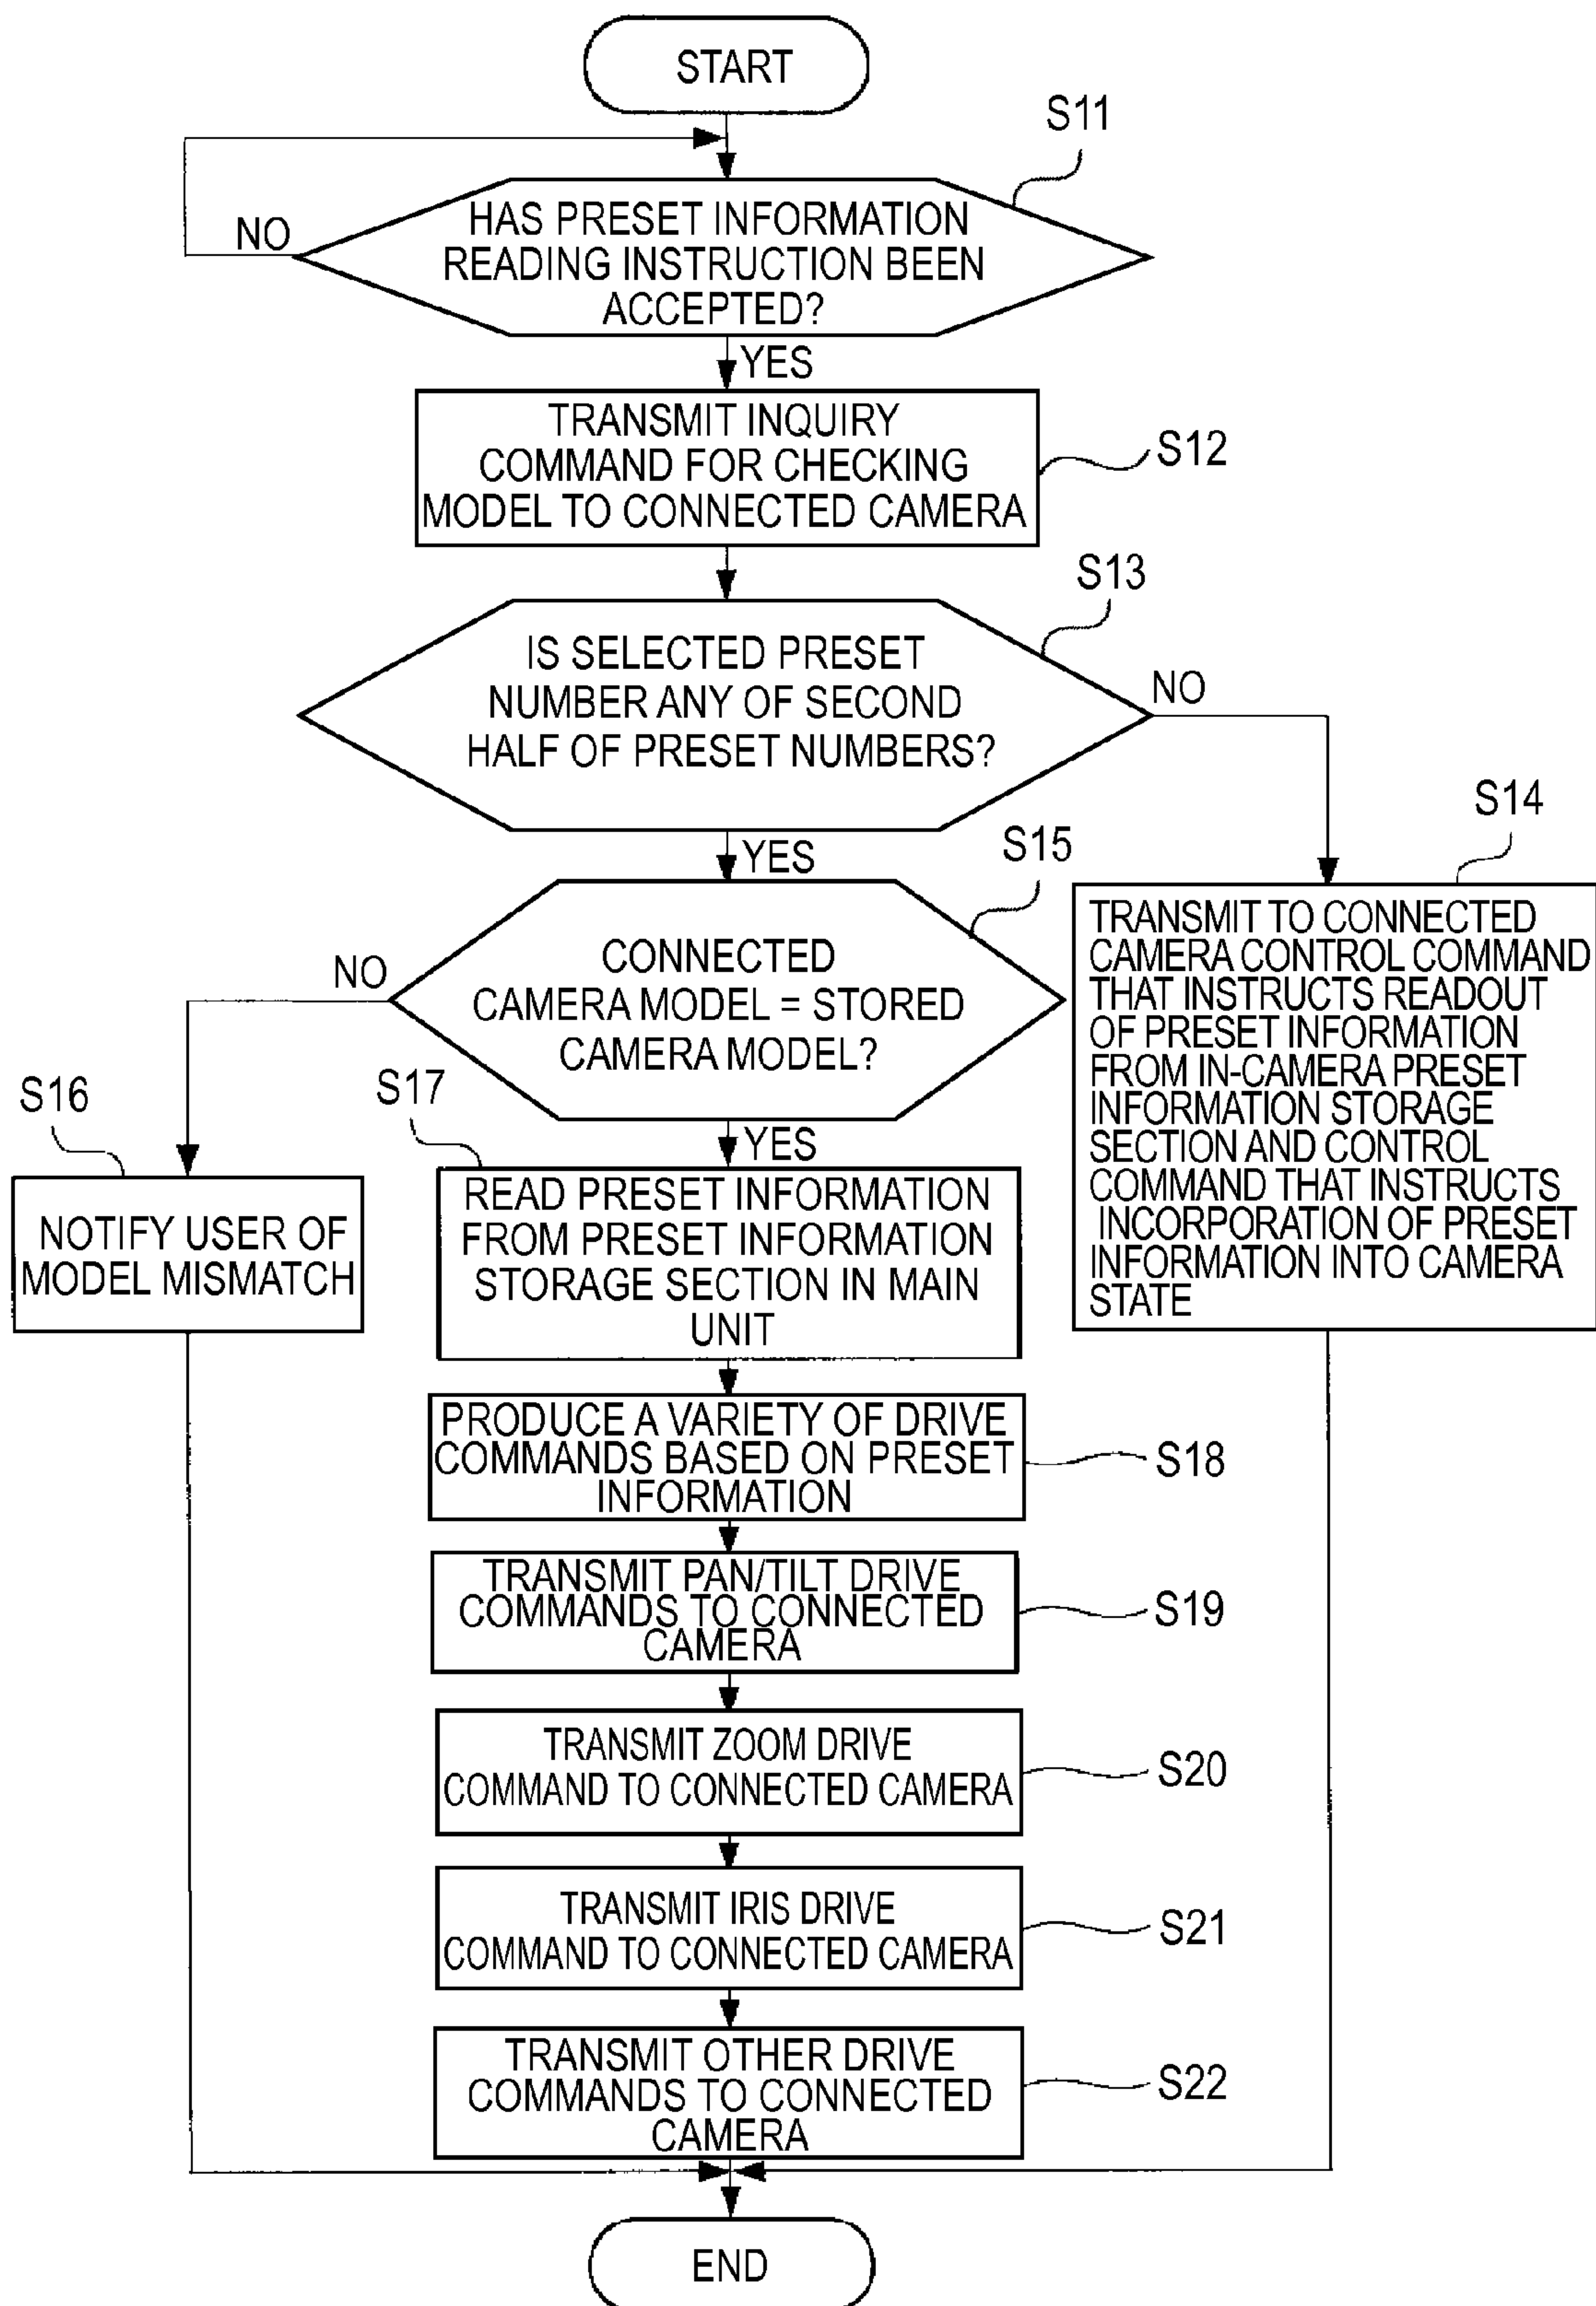 START
S11
NO
HAS PRESET INFORMATION
READING INSTRUCTION BEEN
ACCEPTED?
YES
TRANSMIT INQUIRY
COMMAND FOR CHECKING
MODEL TO CONNECTED CAMERA
S12
S13
IS SELECTED PRESET
NUMBER ANY OF SECOND
HALF OF PRESET NUMBERS?
NO
YES
S14
TRANSMIT TO CONNECTED
CAMERA CONTROL COMMAND
THAT INSTRUCTS READOUT
OF PRESET INFORMATION
FROM IN-CAMERA PRESET
INFORMATION STORAGE
SECTION AND CONTROL
COMMAND THAT INSTRUCTS
INCORPORATION OF PRESET
INFORMATION INTO CAMERA
STATE
S15
CONNECTED
CAMERA MODEL = STORED
CAMERA MODEL?
NO
YES
S16
NOTIFY USER OF
MODEL MISMATCH
S17
READ PRESET INFORMATION
FROM PRESET INFORMATION
STORAGE SECTION IN MAIN
UNIT
PRODUCE A VARIETY OF DRIVE
COMMANDS BASED ON PRESET
INFORMATION
S18
TRANSMIT PAN/TILT DRIVE
COMMANDS TO CONNECTED
CAMERA
S19
TRANSMIT ZOOM DRIVE
COMMAND TO CONNECTED CAMERA
S20
TRANSMIT IRIS DRIVE
COMMAND TO CONNECTED CAMERA
S21
TRANSMIT OTHER DRIVE
COMMANDS TO CONNECTED
CAMERA
S22
END